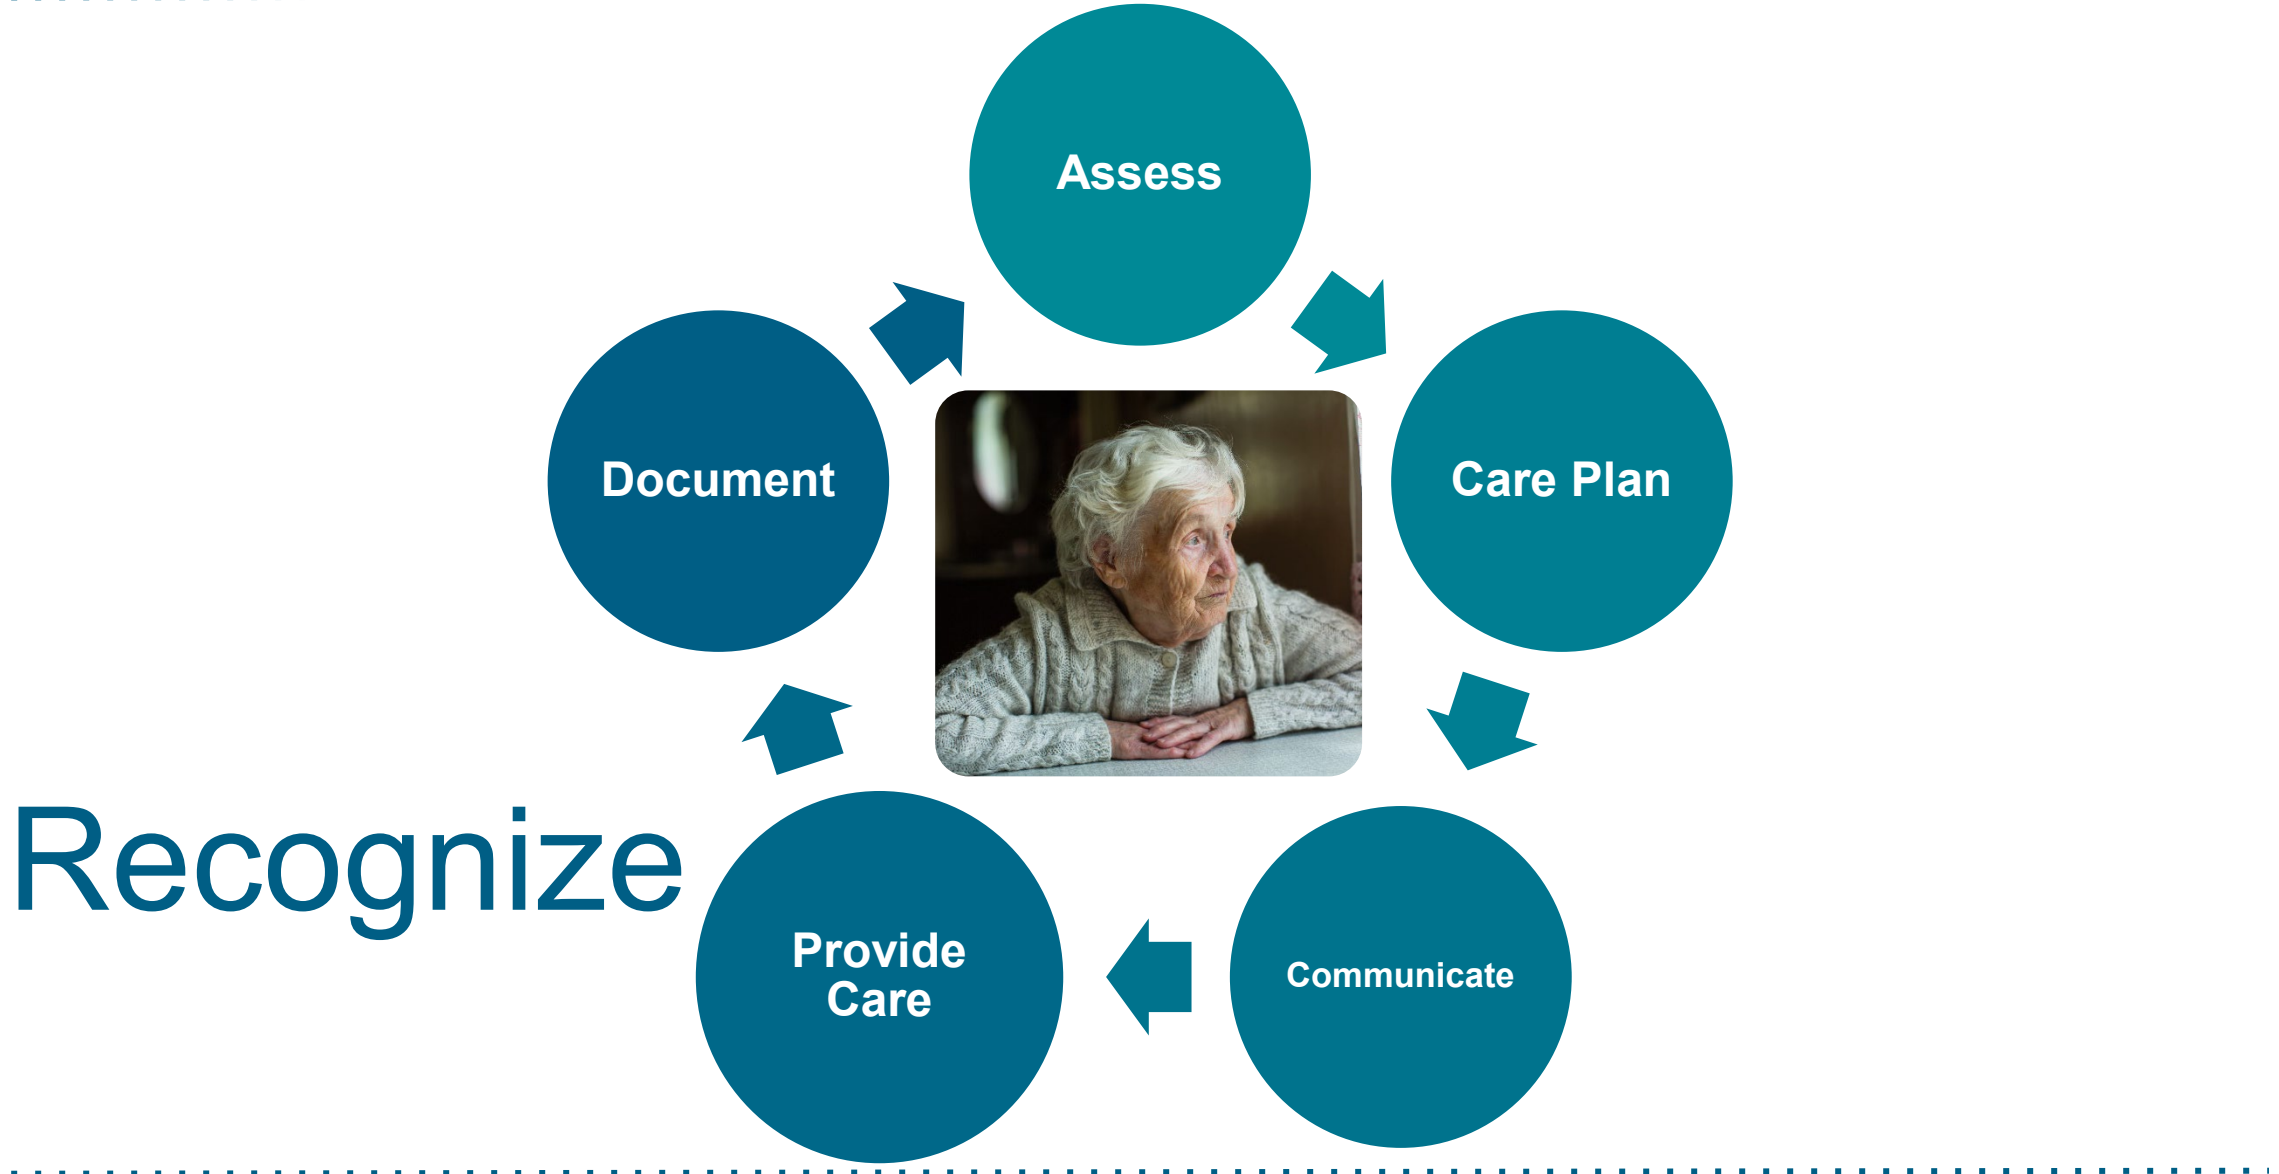 Assess
Care Plan
Communicate
Provide
Care
Document
Recognize